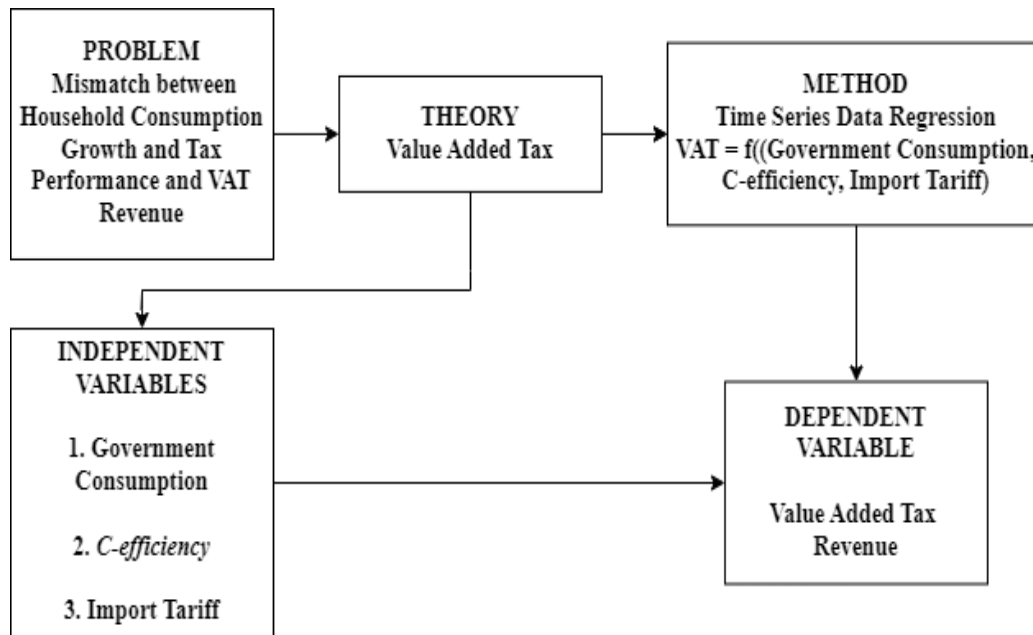 PROBLEM
Mismatch between
Household Consumption
Growth and Tax
Performance and VAT
Revenue
THEORY
Value Added Tax
METHOD
Time Series Data Regression
VAT = f((Government Consumption,
C-efficiency, Import Tariff)
INDEPENDENT
VARIABLES
1. Government
Consumption
2. C-efficiency
3. Import Tariff
DEPENDENT
VARIABLE
Value Added Tax
Revenue